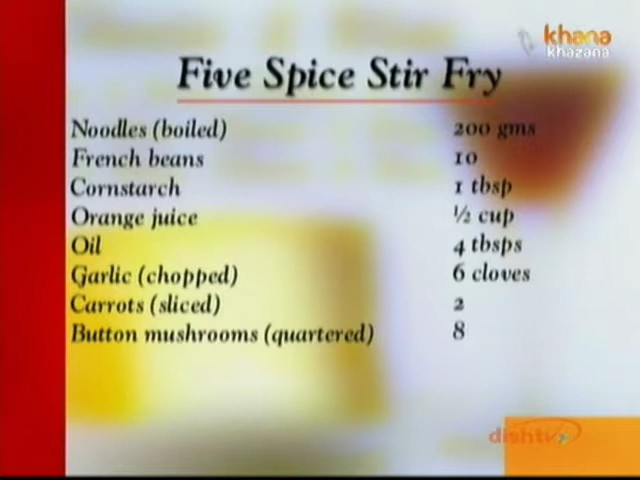 khana
khazana
Five Spice Stir Fry
Noodles (boiled) 200 gms
French beans 10
Cornstarch 1 tbsp
Orange juice ½ cup
Oil 4 tbsps
Garlic (chopped) 6 cloves
Carrots (sliced) 2
Button mushrooms (quartered) 8
dishtv